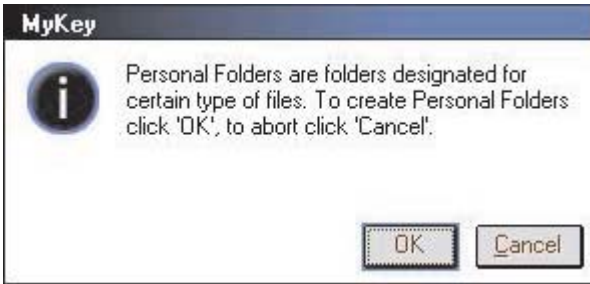 MyKey
Personal Folders are folders designated for
certain type of files. To create Personal Folders
click 'OK', to abort click 'Cancel'.
OK
Cancel